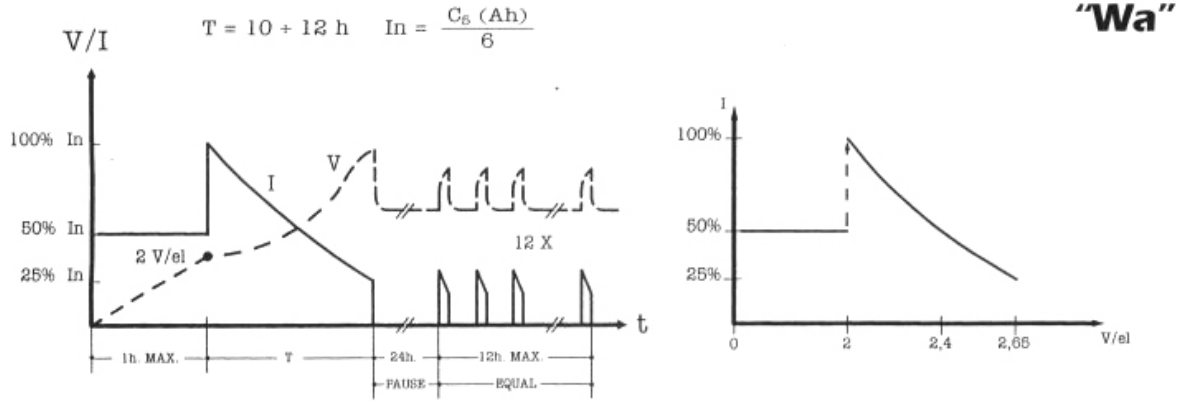 T = 10 ÷ 12 h In = C₅ (Ah) / 6
"Wa"
V/I
100% In
50% In
25% In
V
I
2 V/el
12 X
t
1h. MAX.
T
24h.
12h. MAX.
PAUSE
EQUAL
I
100%
50%
25%
0
2
2,4
2,65
V/el